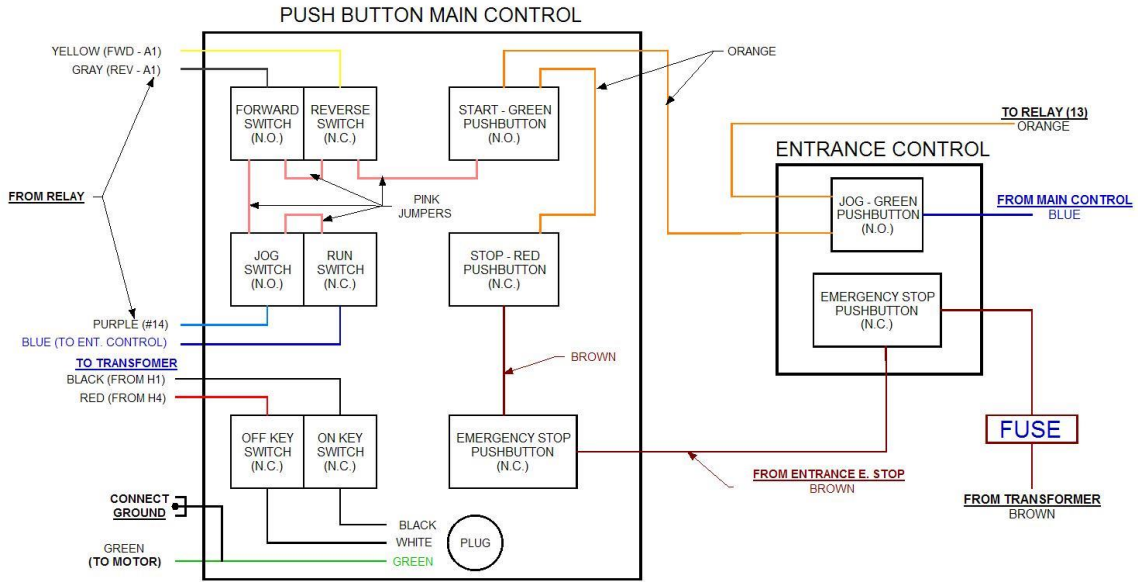 PUSH BUTTON MAIN CONTROL
YELLOW (FWD - A1)
GRAY (REV - A1)
ORANGE
FORWARD
SWITCH
(N.O.)
REVERSE
SWITCH
(N.C.)
START - GREEN
PUSHBUTTON
(N.O.)
TO RELAY (13)
ORANGE
ENTRANCE CONTROL
FROM RELAY
PINK
JUMPERS
JOG - GREEN
PUSHBUTTON
(N.O.)
FROM MAIN CONTROL
BLUE
JOG
SWITCH
(N.O.)
RUN
SWITCH
(N.C.)
STOP - RED
PUSHBUTTON
(N.C.)
EMERGENCY STOP
PUSHBUTTON
(N.C.)
PURPLE (#14)
BLUE (TO ENT. CONTROL)
TO TRANSFOMER
BLACK (FROM H1)
RED (FROM H4)
BROWN
OFF KEY
SWITCH
(N.C.)
ON KEY
SWITCH
(N.C.)
EMERGENCY STOP
PUSHBUTTON
(N.C.)
FUSE
FROM ENTRANCE E. STOP
BROWN
FROM TRANSFORMER
BROWN
CONNECT
GROUND
BLACK
WHITE
GREEN
PLUG
GREEN
(TO MOTOR)